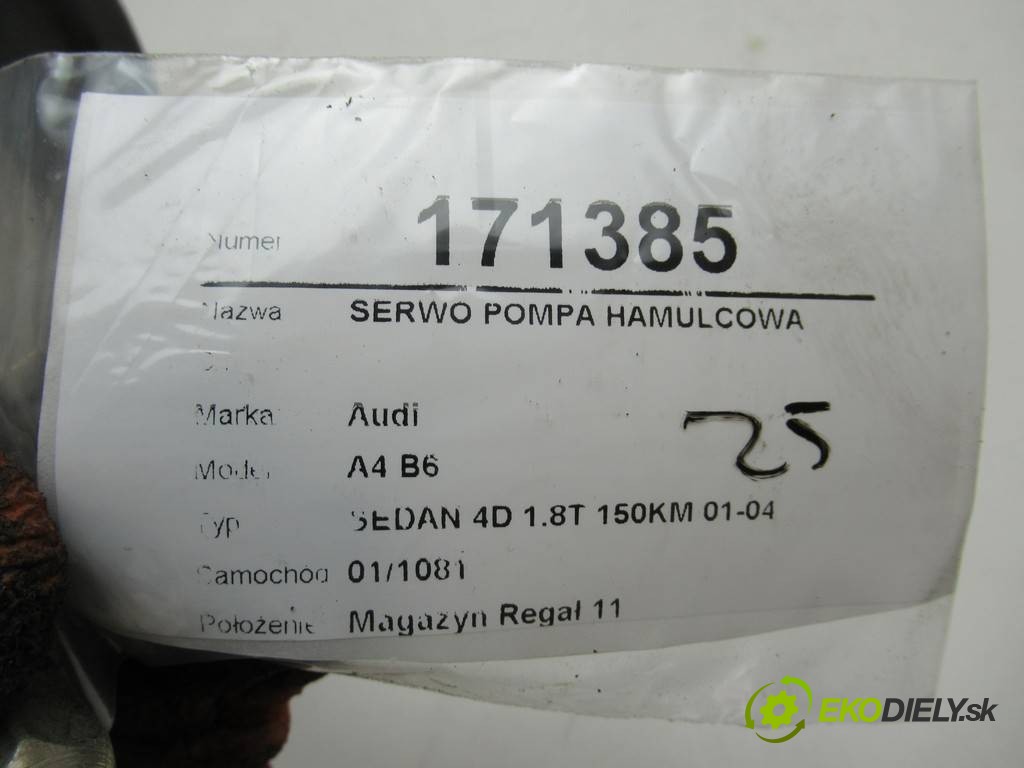 Numer 171385
Nazwa SERWO POMPA HAMULCOWA
Marka Audi
Model A4 B6
Typ SEDAN 4D 1.8T 150KM 01-04
25
Samochód 01/1081
Położenie Magazyn Regał 11
EKODIELY.sk